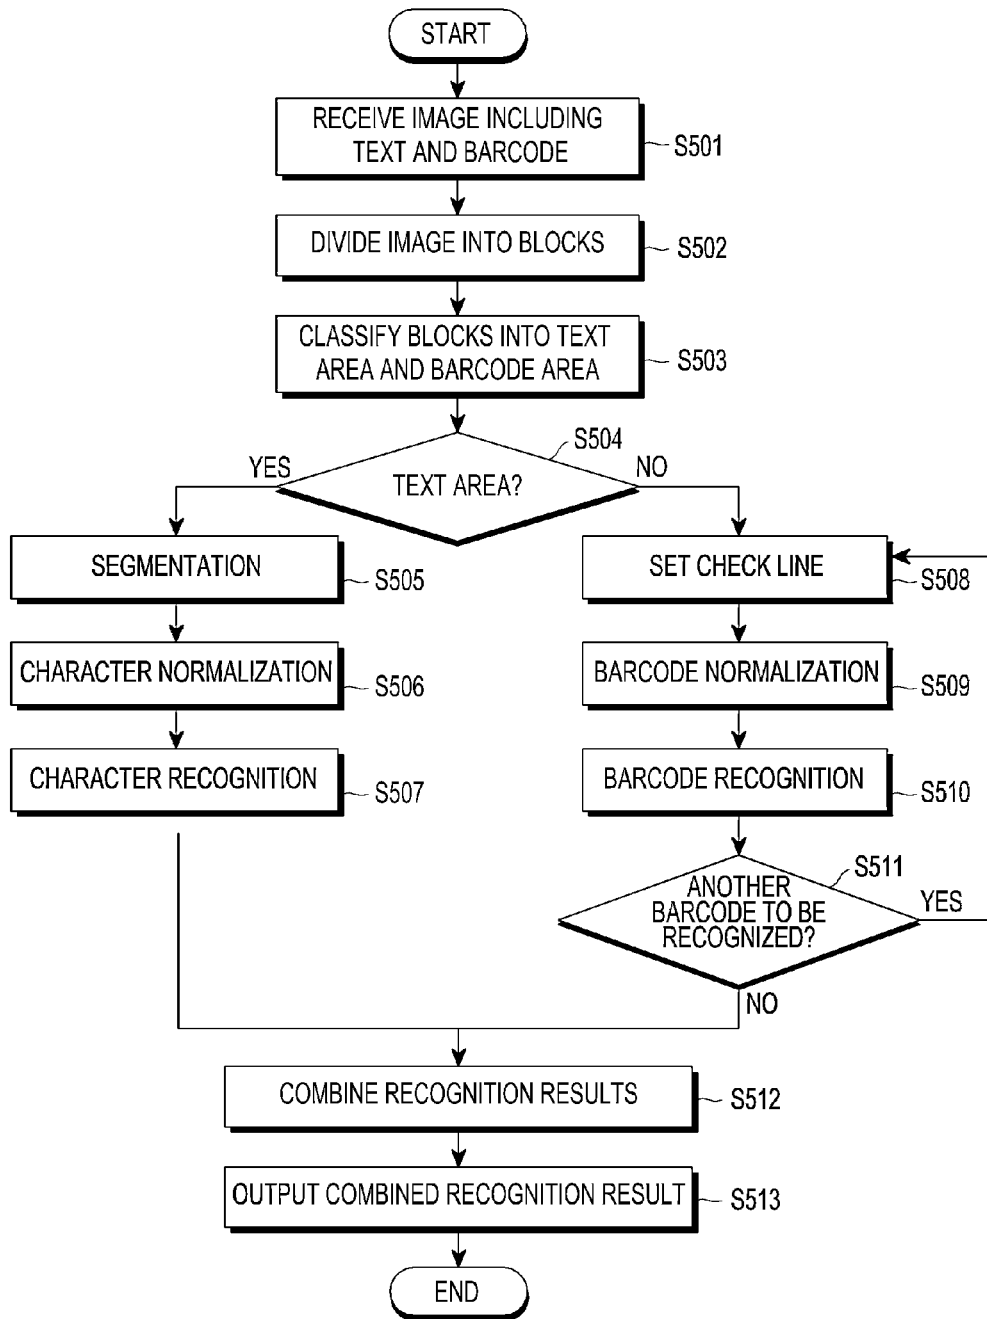 START
RECEIVE IMAGE INCLUDING
TEXT AND BARCODE
S501
DIVIDE IMAGE INTO BLOCKS
S502
CLASSIFY BLOCKS INTO TEXT
AREA AND BARCODE AREA
S503
S504
YES
TEXT AREA?
NO
SEGMENTATION
S505
CHARACTER NORMALIZATION
S506
CHARACTER RECOGNITION
S507
SET CHECK LINE
S508
BARCODE NORMALIZATION
S509
BARCODE RECOGNITION
S510
S511
ANOTHER
BARCODE TO BE
RECOGNIZED?
YES
NO
COMBINE RECOGNITION RESULTS
S512
OUTPUT COMBINED RECOGNITION RESULT
S513
END